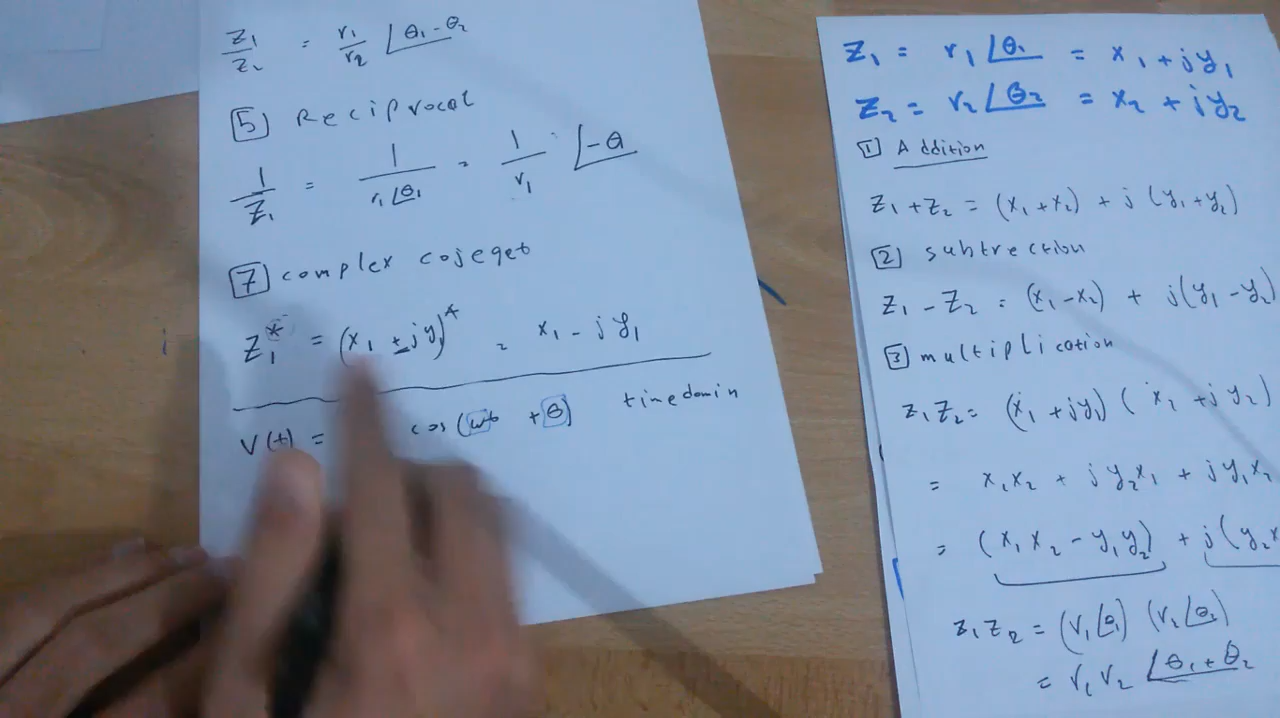 Z₁/Z₂ = r₁/r₂ ∠θ₁-θ₂
5 Reciprocal
1/Z₁ = 1/(r₁∠θ₁) = 1/r₁ ∠-θ
7 complex cojeget
Z₁* = (x₁ + jy₁)* = x₁ - jy₁
V(t) = cos(ωt + θ) timedomin
Z₁ = r₁∠θ₁ = x₁ + jy₁
Z₂ = r₂∠θ₂ = x₂ + jy₂
1 Addition
Z₁+Z₂ = (x₁+x₂) + j(y₁+y₂)
2 subtrection
Z₁-Z₂ = (x₁-x₂) + j(y₁-y₂)
3 multiplication
Z₁Z₂ = (x₁ + jy₁)(x₂ + jy₂)
= x₁x₂ + jy₂x₁ + jy₁x₂
= (x₁x₂ - y₁y₂) + j(y₂x
Z₁Z₂ = (r₁∠θ₁)(r₂∠θ₂)
= r₁r₂ ∠θ₁+θ₂